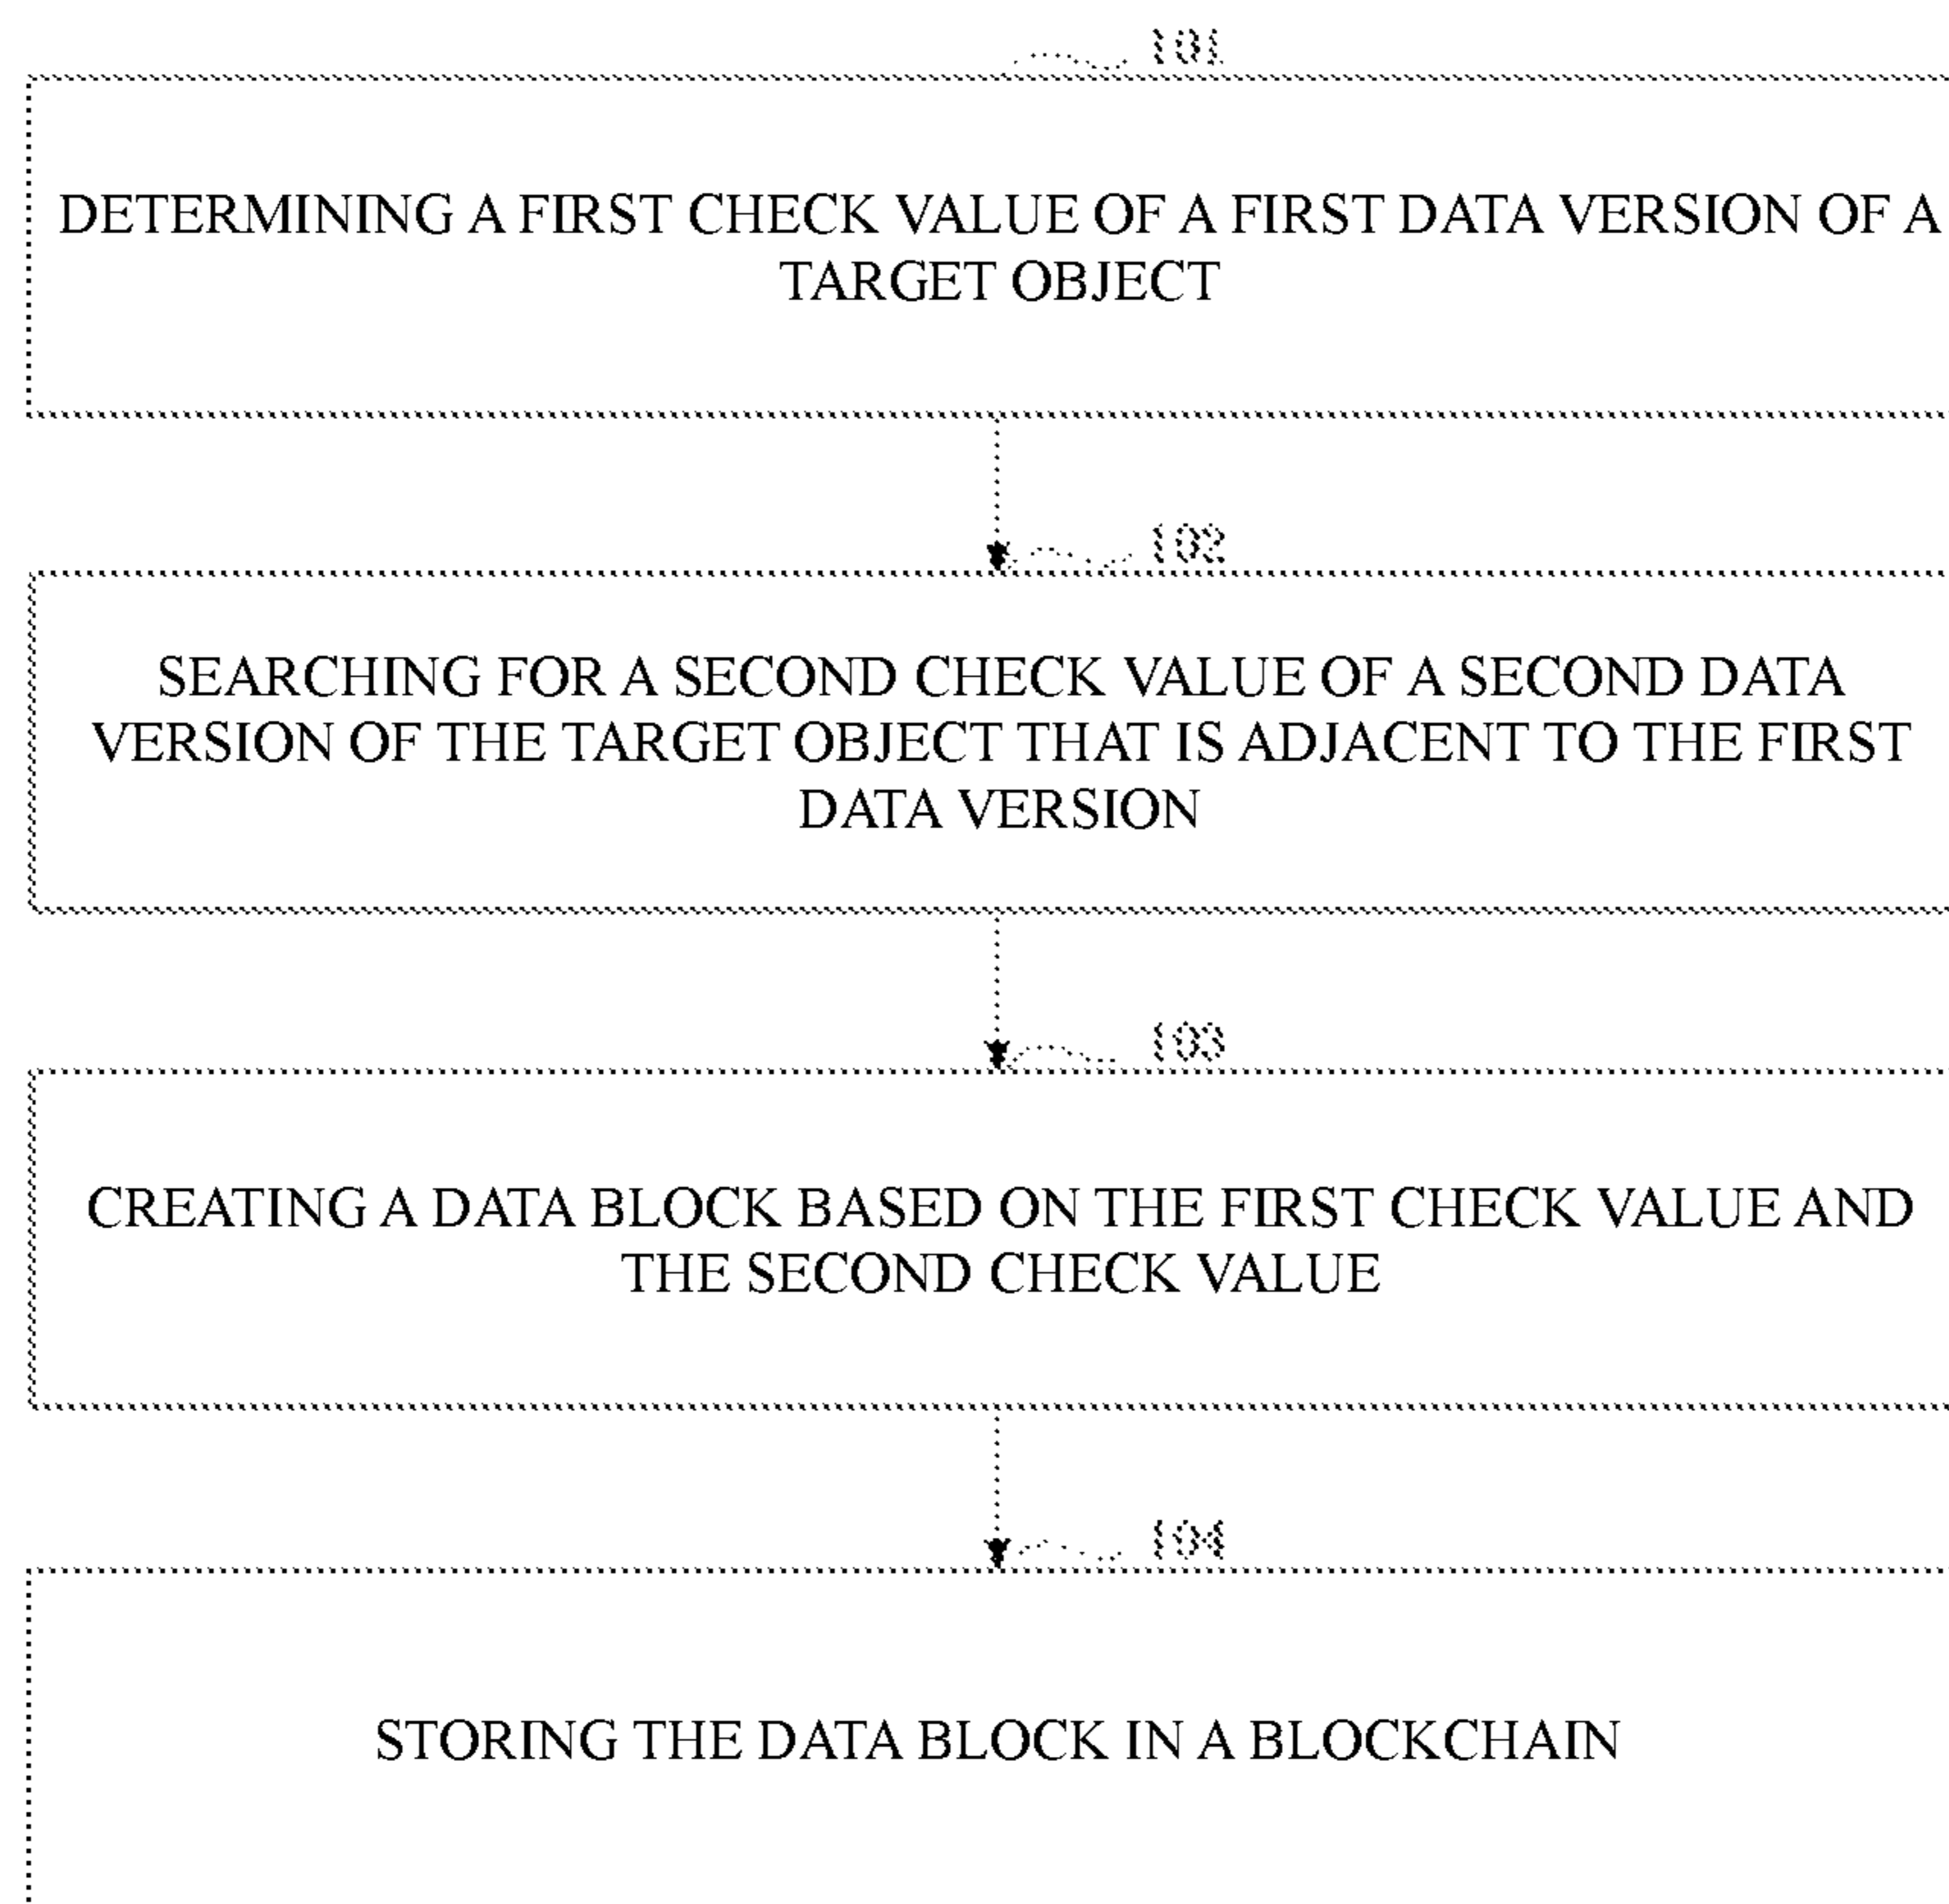 101
DETERMINING A FIRST CHECK VALUE OF A FIRST DATA VERSION OF A
TARGET OBJECT
102
SEARCHING FOR A SECOND CHECK VALUE OF A SECOND DATA
VERSION OF THE TARGET OBJECT THAT IS ADJACENT TO THE FIRST
DATA VERSION
103
CREATING A DATA BLOCK BASED ON THE FIRST CHECK VALUE AND
THE SECOND CHECK VALUE
104
STORING THE DATA BLOCK IN A BLOCKCHAIN